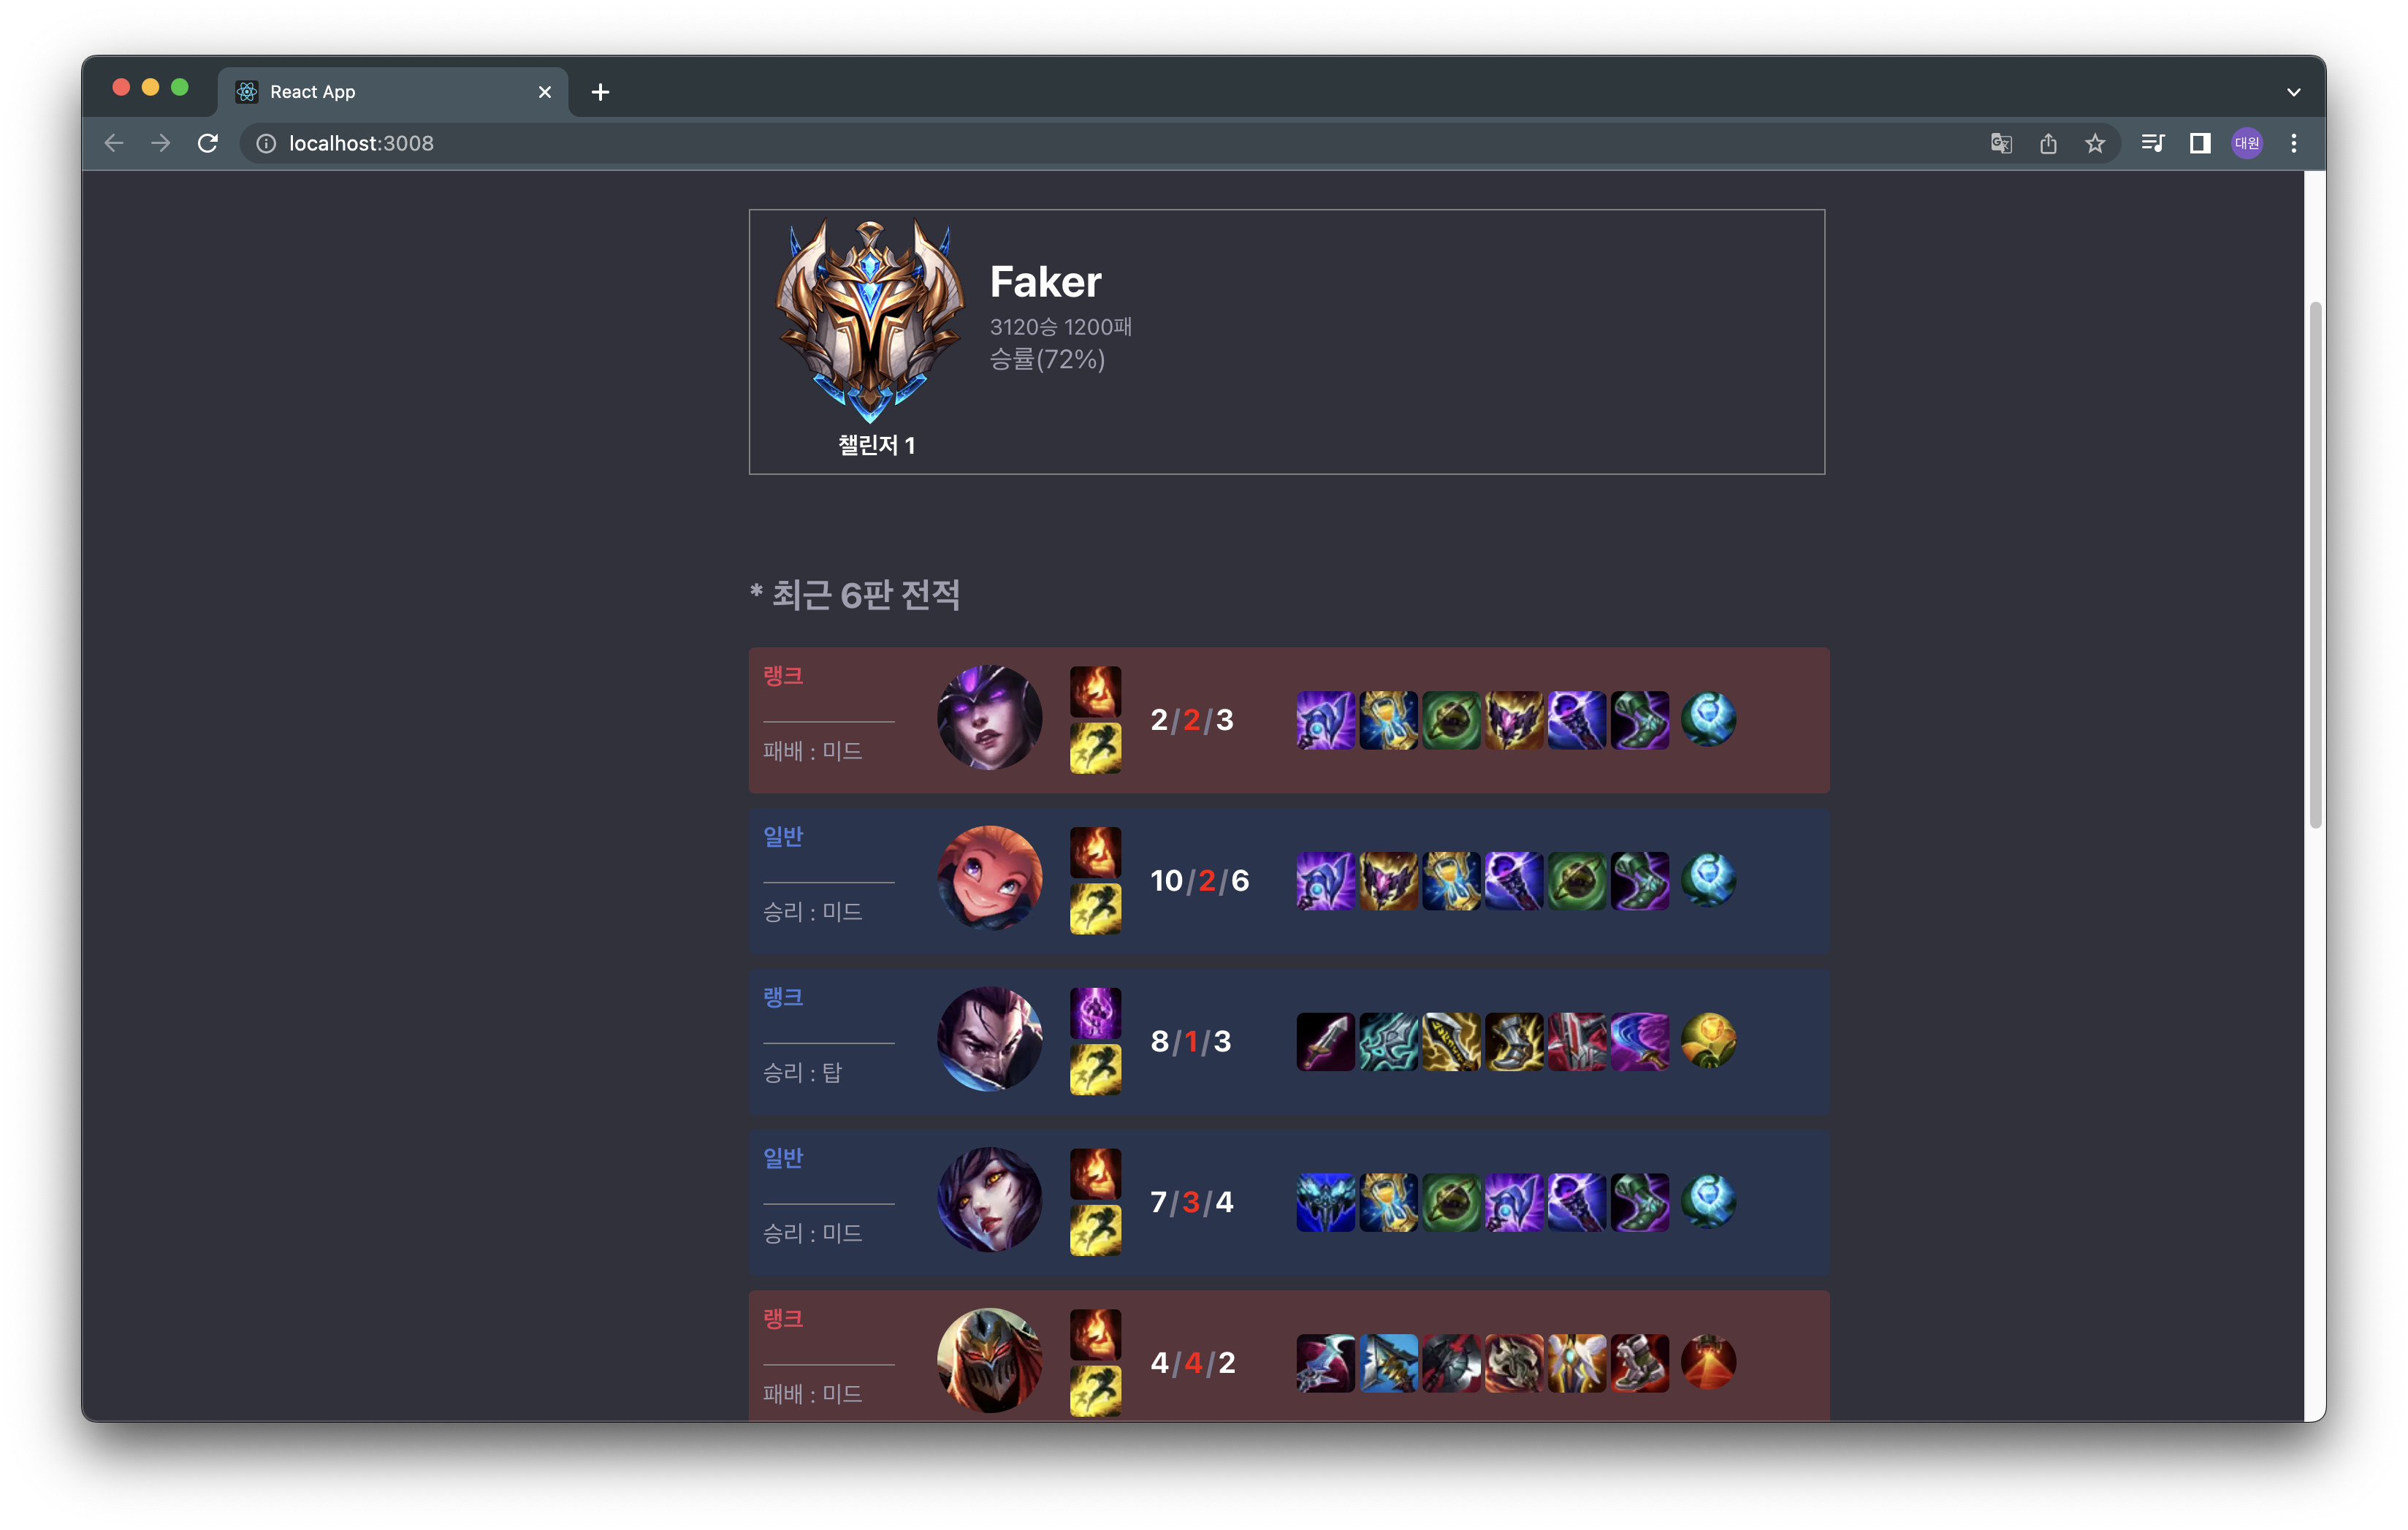 React App
localhost:3008
대원
Faker
3120승 1200패
승률(72%)
챌린저 1
* 최근 6판 전적
랭크
패배 : 미드
2/2/3
일반
승리 : 미드
10/2/6
랭크
승리 : 탑
8/1/3
일반
승리 : 미드
7/3/4
랭크
패배 : 미드
4/4/2